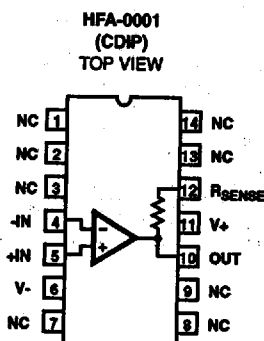 HFA-0001
(CDIP)
TOP VIEW
NC 1
14 NC
NC 2
13 NC
NC 3
12 RSENSE
-IN 4
-
11 V+
+IN 5
+
10 OUT
V- 6
9 NC
NC 7
8 NC